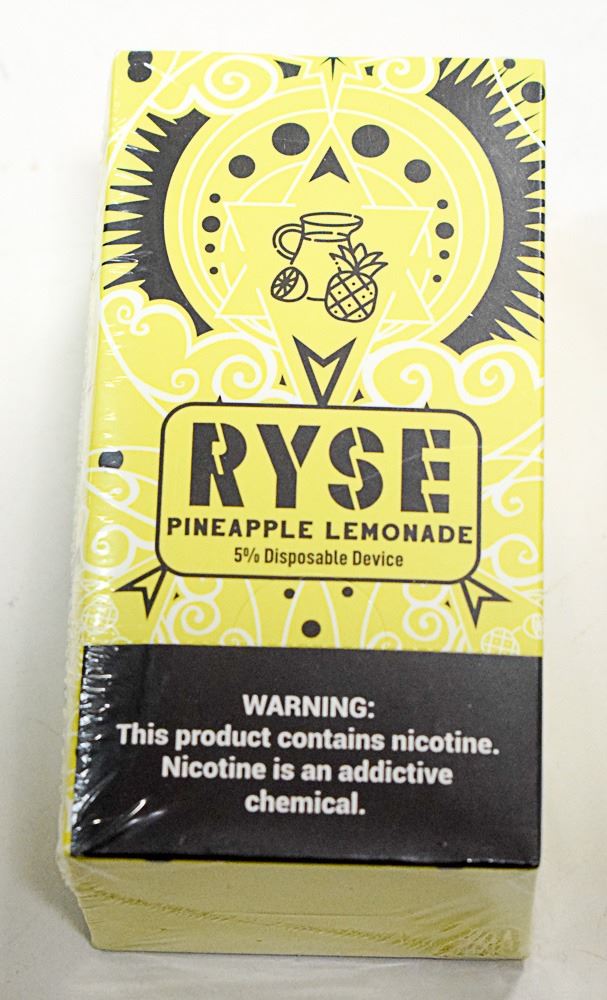 RYSE
PINEAPPLE LEMONADE
5% Disposable Device
WARNING:
This product contains nicotine.
Nicotine is an addictive
chemical.